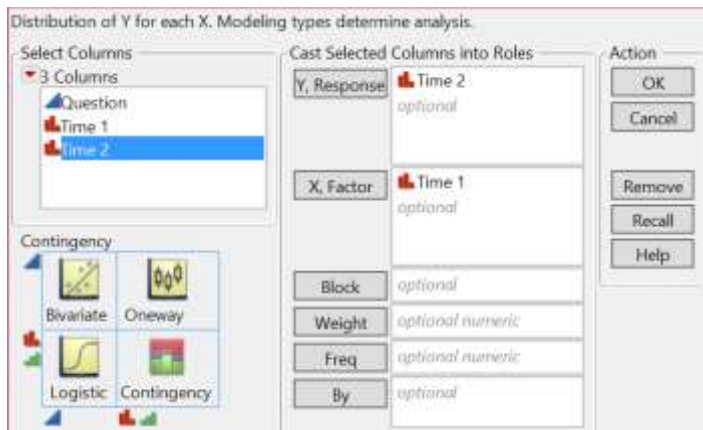 Distribution of Y for each X. Modeling types determine analysis.
Select Columns
3 Columns
Question
Time 1
Time 2
Contingency
Bivariate
Oneway
Logistic
Contingency
Cast Selected Columns into Roles
Y, Response
Time 2
optional
X, Factor
Time 1
optional
Block
optional
Weight
optional numeric
Freq
optional numeric
By
optional
Action
OK
Cancel
Remove
Recall
Help